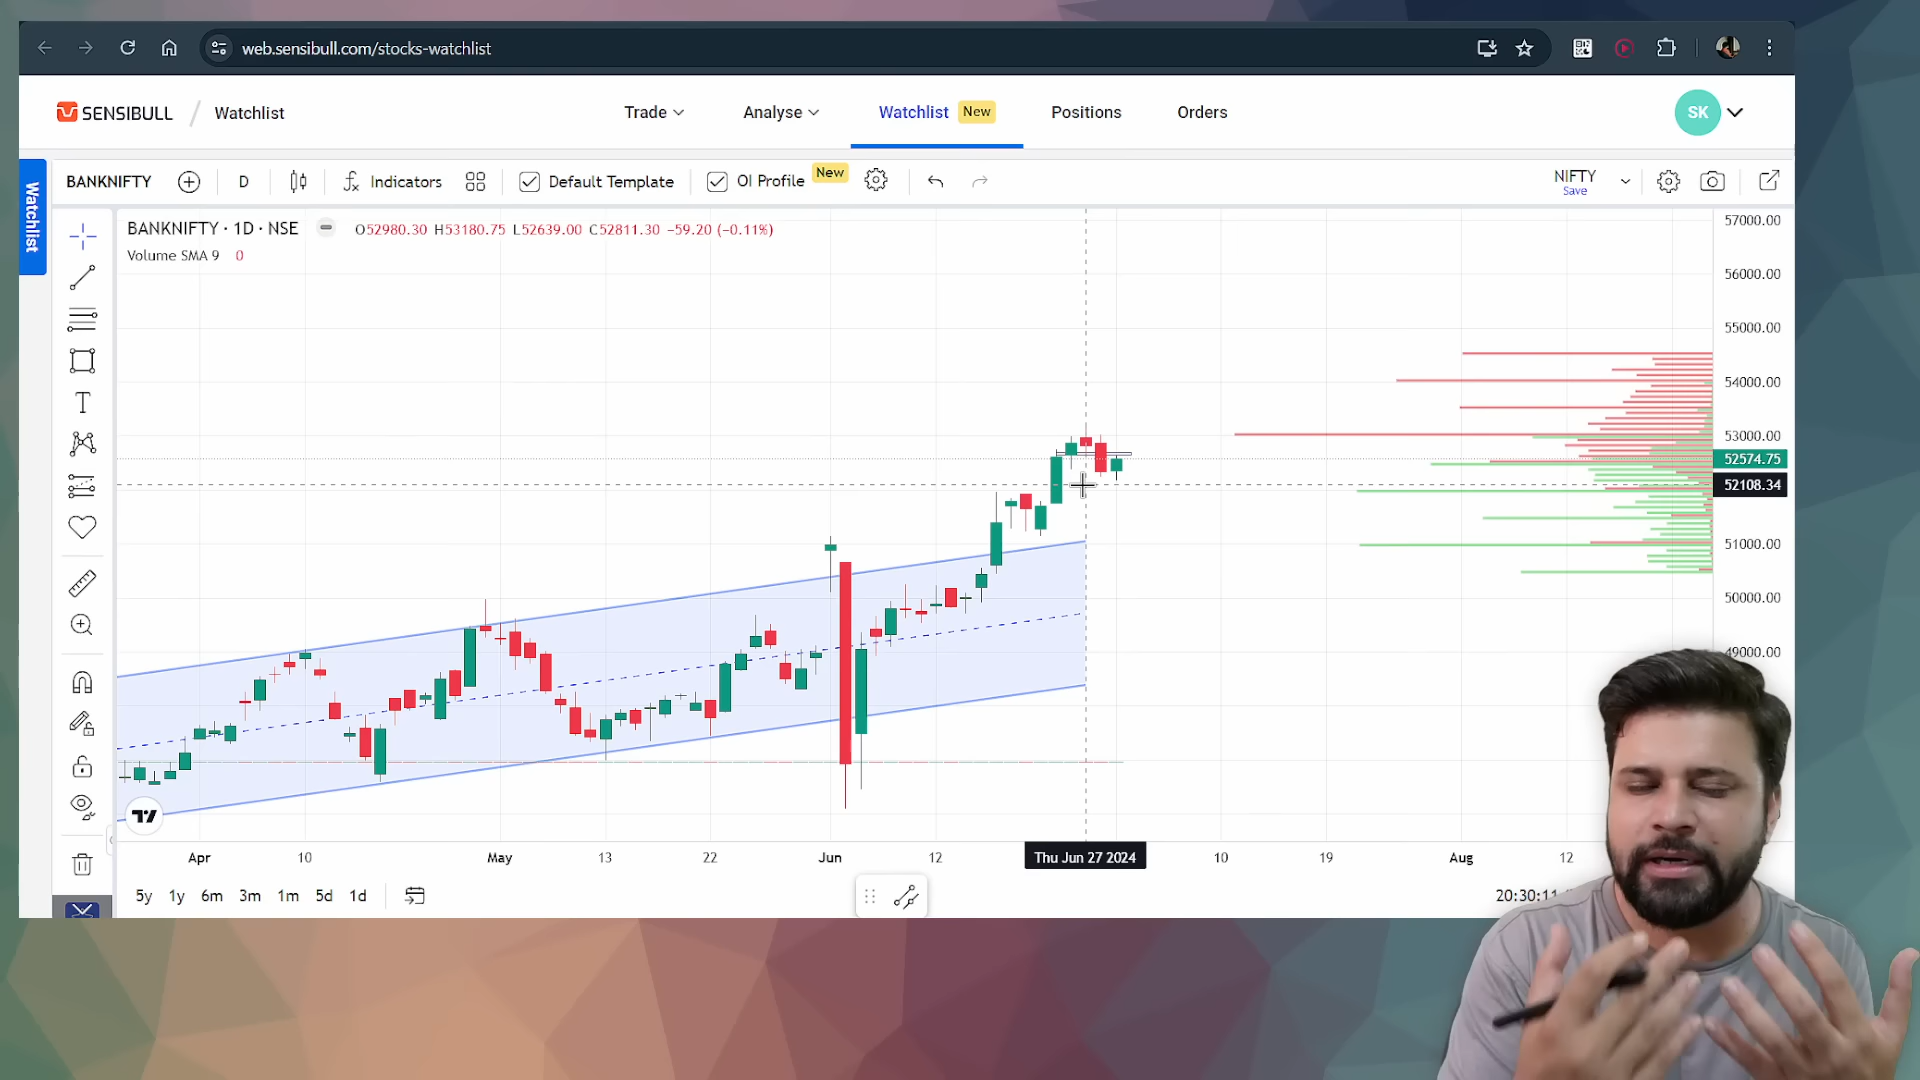 web.sensibull.com/stocks-watchlist
SENSIBULL / Watchlist
Trade
Analyse
Watchlist New
Positions
Orders
SK
Watchlist
BANKNIFTY
D
Indicators
Default Template
OI Profile New
NIFTY
Save
BANKNIFTY · 1D · NSE
O52980.30 H53180.75 L52639.00 C52811.30 −59.20 (−0.11%)
Volume SMA 9 0
T
57000.00
56000.00
55000.00
54000.00
53000.00
52574.75
52108.34
51000.00
50000.00
49000.00
Apr
10
May
13
22
Jun
12
Thu Jun 27 2024
10
19
Aug
12
5y 1y 6m 3m 1m 5d 1d
20:30:11